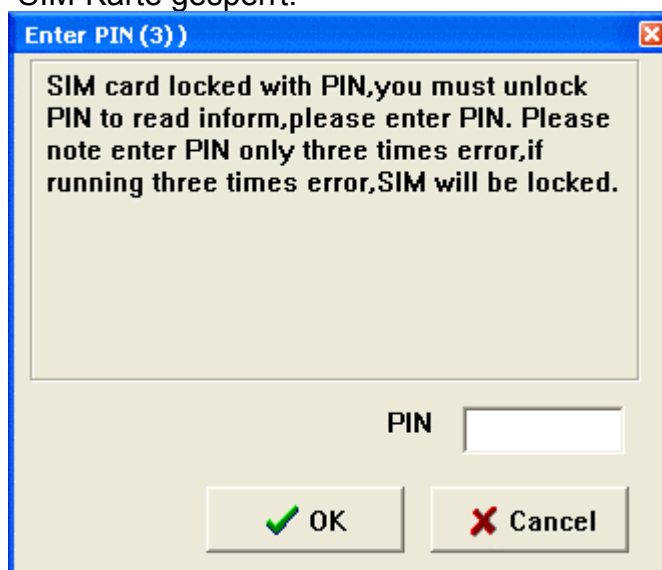 SIM-Karte gesperrt.
Enter PIN (3) )
SIM card locked with PIN,you must unlock
PIN to read inform,please enter PIN. Please
note enter PIN only three times error,if
running three times error,SIM will be locked.
PIN
OK
Cancel